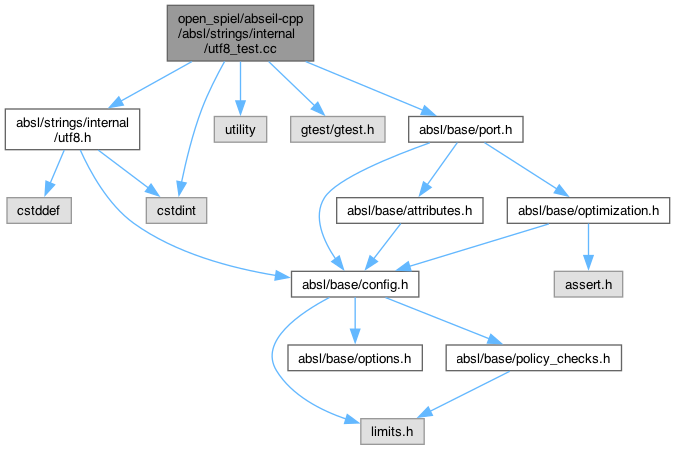 open_spiel/abseil-cpp
/absl/strings/internal
/utf8_test.cc
absl/strings/internal
/utf8.h
utility
gtest/gtest.h
absl/base/port.h
cstddef
cstdint
absl/base/attributes.h
absl/base/optimization.h
absl/base/config.h
assert.h
absl/base/options.h
absl/base/policy_checks.h
limits.h